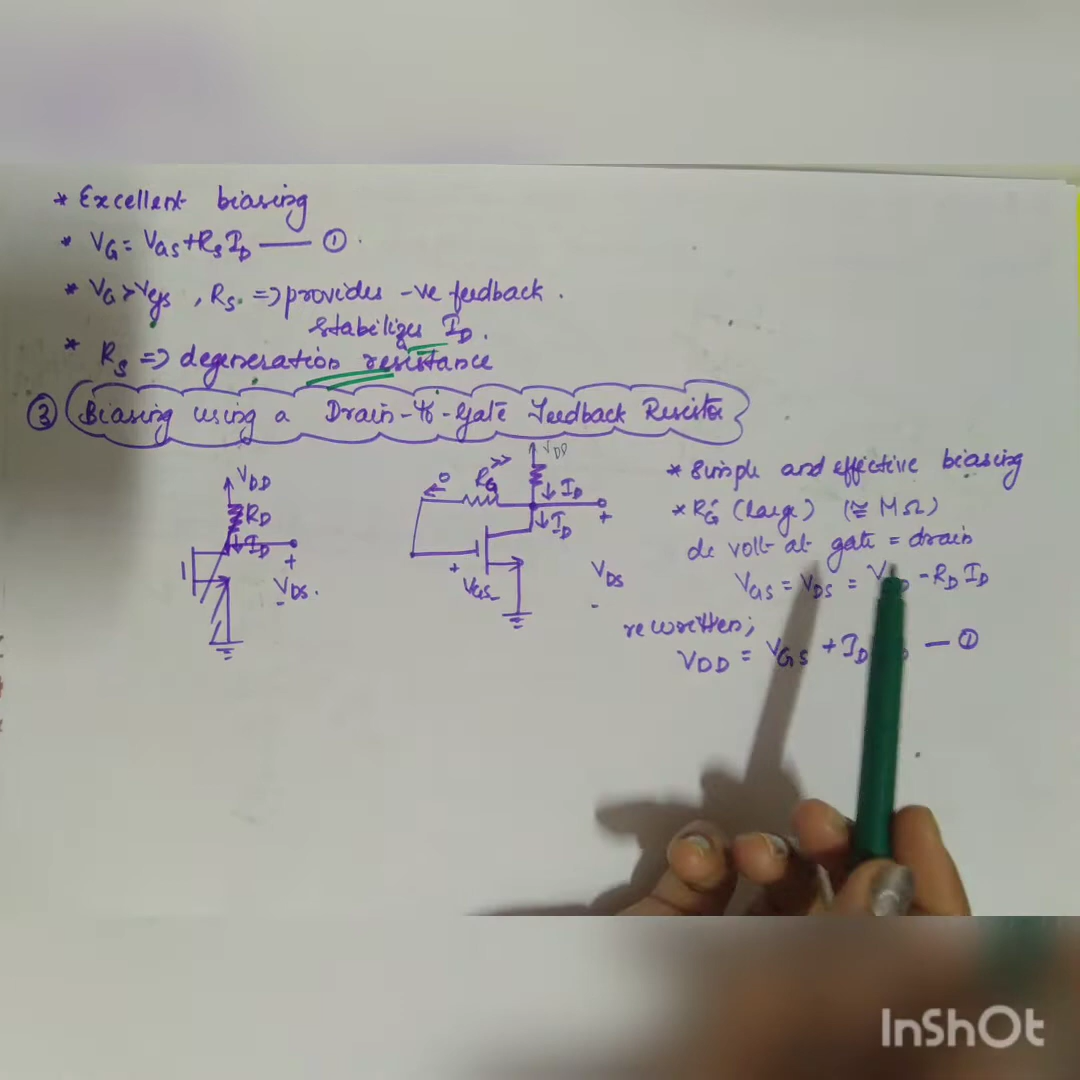 * Excellent biasing
* VG = VGS + RS ID —— ①
* VG > VGS , RS => provides -ve feedback .
stabilizes ID .
* RS => degeneration resistance
③ Biasing using a Drain-to-Gate Feedback Resistor
VDD
RD
ID
+
VDS .
-
VDD
RG >>
0
ID
ID
+
+
VGS -
VDS
-
* Simple and effective biasing
* RG (large) (≅ MΩ)
dc volt at gate = drain
VGS = VDS = - RD ID
rewritten;
VDD = VGS + ID — ①
InShOt